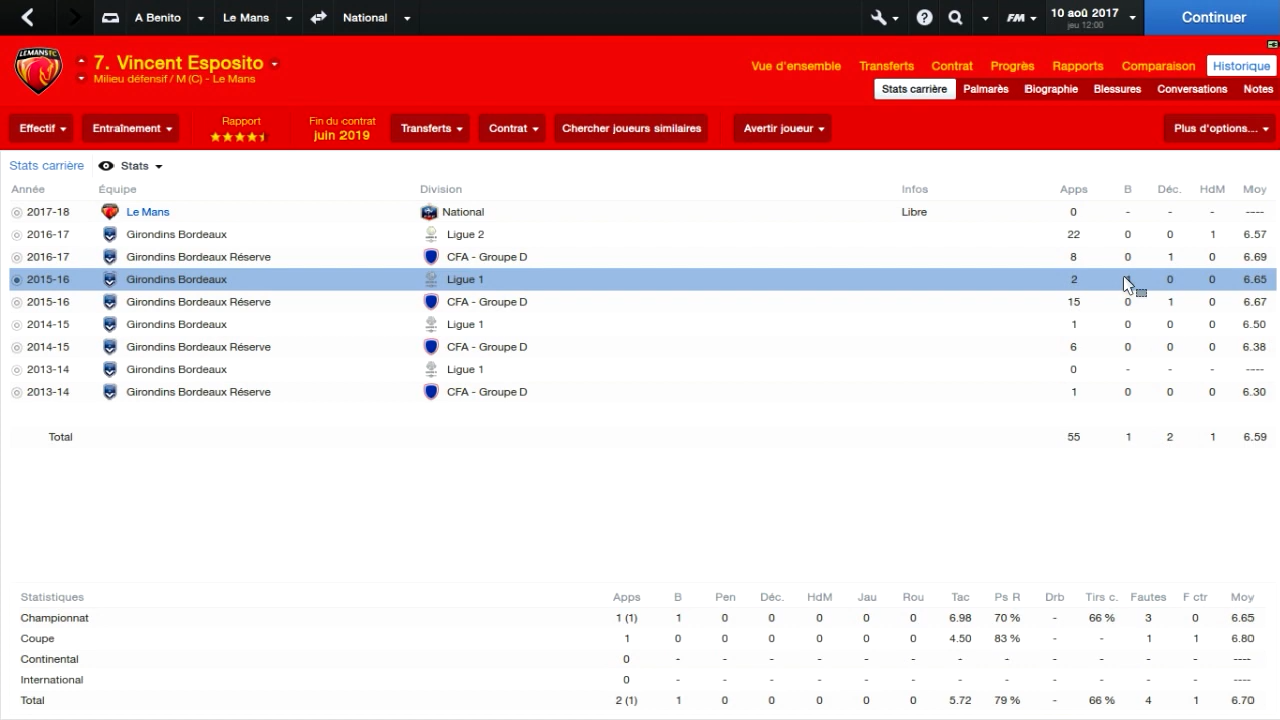 A Benito Le Mans National FM 10 aoû 2017 Continuer
jeu 12:00
LE MANS FC
7. Vincent Esposito
Milieu défensif / M (C) - Le Mans
Vue d'ensemble Transferts Contrat Progrès Rapports Comparaison Historique
Stats carrière Palmarès Biographie Blessures Conversations Notes
Effectif Entraînement Rapport Fin du contrat juin 2019 Transferts Contrat Chercher joueurs similaires Avertir joueur Plus d'options...
Stats carrière Stats
Année Équipe Division Infos Apps B Déc. HdM Moy
2017-18 Le Mans National Libre 0 - - - ----
2016-17 Girondins Bordeaux Ligue 2 22 0 0 1 6.57
2016-17 Girondins Bordeaux Réserve CFA - Groupe D 8 0 1 0 6.69
2015-16 Girondins Bordeaux Ligue 1 2 0 0 6.65
2015-16 Girondins Bordeaux Réserve CFA - Groupe D 15 0 1 0 6.67
2014-15 Girondins Bordeaux Ligue 1 1 0 0 0 6.50
2014-15 Girondins Bordeaux Réserve CFA - Groupe D 6 0 0 0 6.38
2013-14 Girondins Bordeaux Ligue 1 0 - - - ----
2013-14 Girondins Bordeaux Réserve CFA - Groupe D 1 0 0 0 6.30
Total 55 1 2 1 6.59
Statistiques Apps B Pen Déc. HdM Jau Rou Tac Ps R Drb Tirs c. Fautes F ctr Moy
Championnat 1 (1) 1 0 0 0 0 0 6.98 70 % - 66 % 3 0 6.65
Coupe 1 0 0 0 0 0 0 4.50 83 % - - 1 1 6.80
Continental 0 - - - - - - - - - - - - ----
International 0 - - - - - - - - - - - - ----
Total 2 (1) 1 0 0 0 0 0 5.72 79 % - 66 % 4 1 6.70